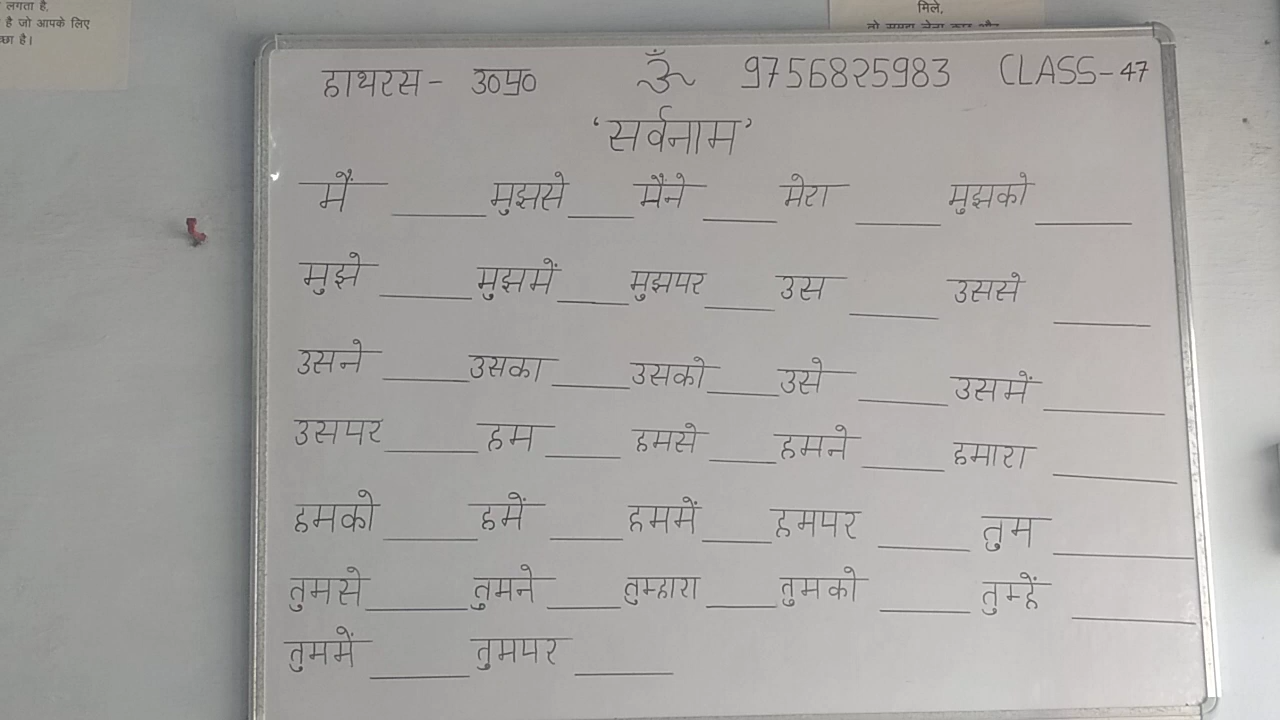 लगता है,
है जो आपके लिए
छा है।
मिले,
हाथरस - उ०प्र० ॐ 9756825983 CLASS-47
'सर्वनाम'
मैं ____ मुझसे ____ मैंने ____ मेरा ____ मुझको ____
मुझे ____ मुझमें ____ मुझपर ____ उस ____ उससे ____
उसने ____ उसका ____ उसको ____ उसे ____ उसमें ____
उसपर ____ हम ____ हमसे ____ हमने ____ हमारा ____
हमको ____ हमें ____ हममें ____ हमपर ____ तुम ____
तुमसे ____ तुमने ____ तुम्हारा ____ तुमको ____ तुम्हें ____
तुममें ____ तुमपर ____